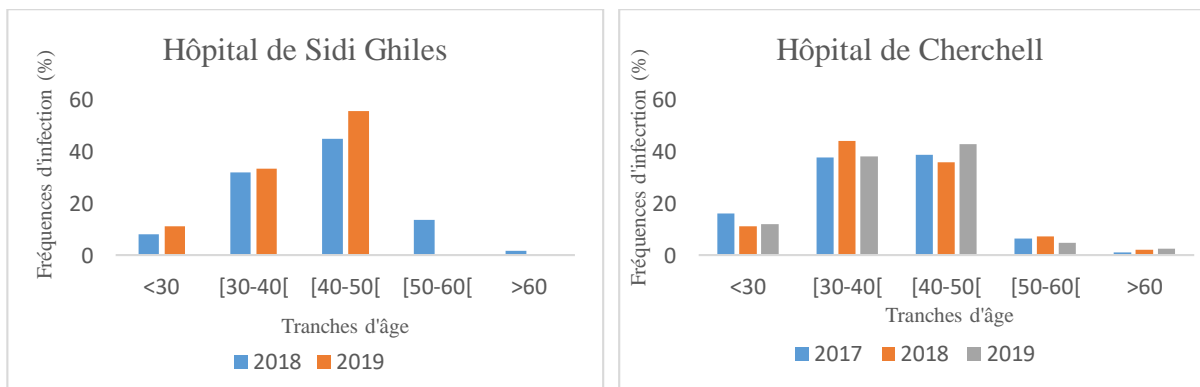 Hôpital de Sidi Ghiles
Fréquences d'infection (%)
60
40
20
0
<30 [30-40[ [40-50[ [50-60[ >60
Tranches d'âge
2018 2019
Hôpital de Cherchell
Fréquences d'infecrtion (%)
60
40
20
0
<30 [30-40[ [40-50[ [50-60[ >60
Tranches d'âge
2017 2018 2019